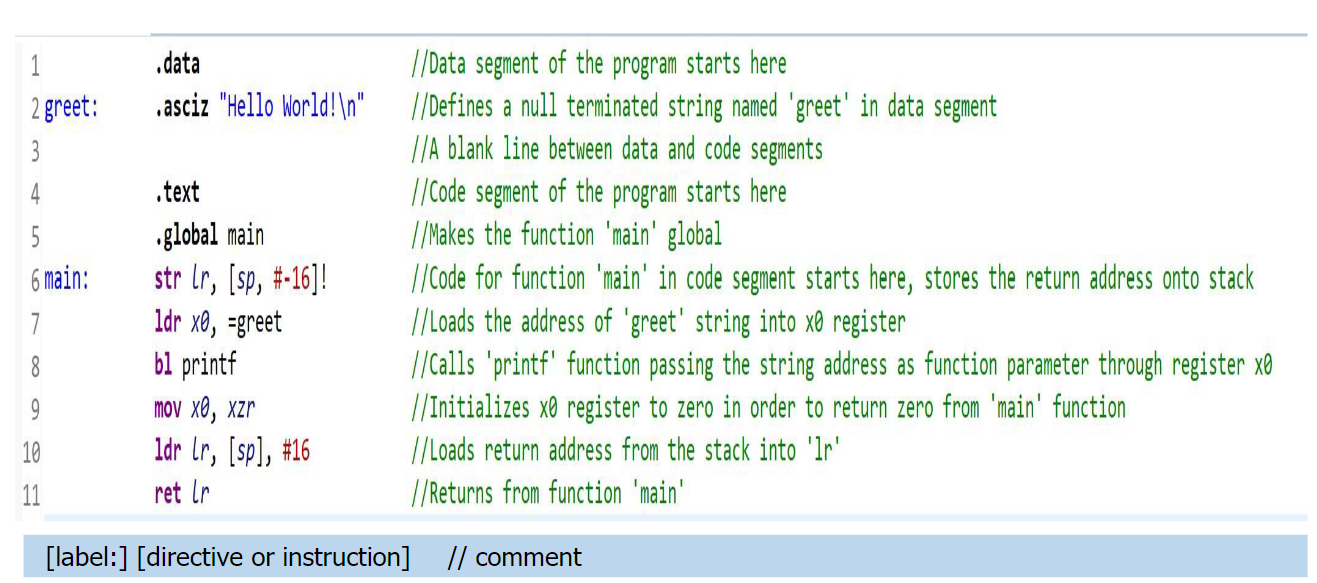 1 .data //Data segment of the program starts here
2 greet: .asciz "Hello World!\n" //Defines a null terminated string named 'greet' in data segment
3 //A blank line between data and code segments
4 .text //Code segment of the program starts here
5 .global main //Makes the function 'main' global
6 main: str lr, [sp, #-16]! //Code for function 'main' in code segment starts here, stores the return address onto stack
7 ldr x0, =greet //Loads the address of 'greet' string into x0 register
8 bl printf //Calls 'printf' function passing the string address as function parameter through register x0
9 mov x0, xzr //Initializes x0 register to zero in order to return zero from 'main' function
10 ldr lr, [sp], #16 //Loads return address from the stack into 'lr'
11 ret lr //Returns from function 'main'
[label:] [directive or instruction] // comment